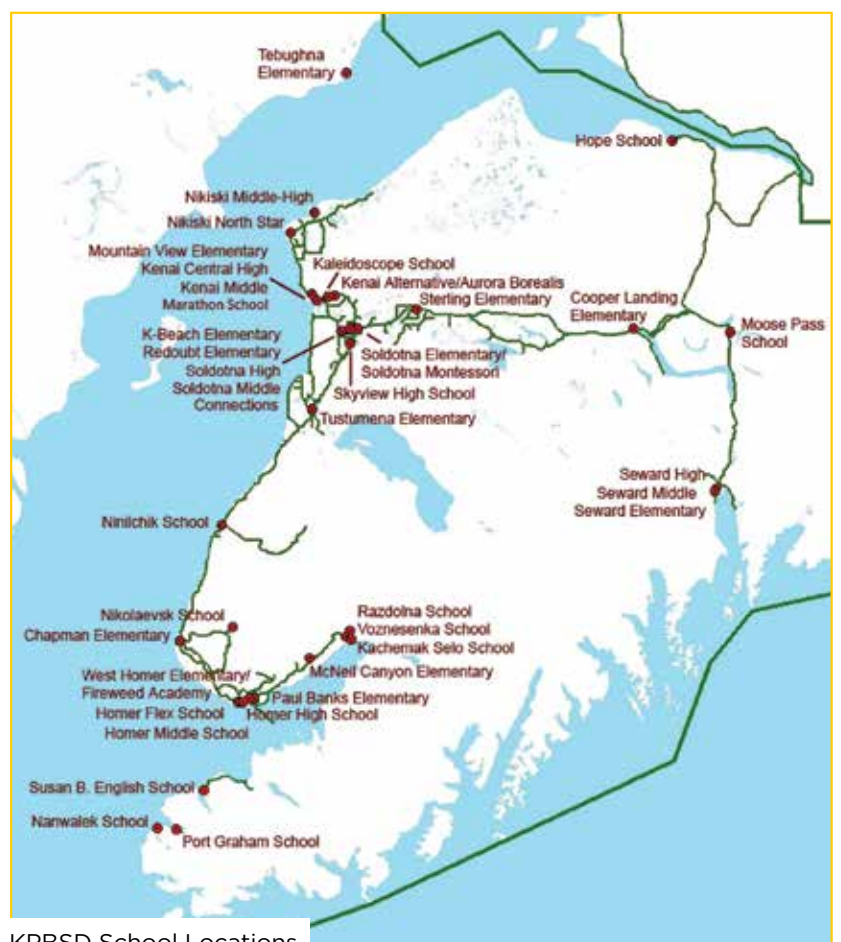 Tebughna
Elementary
Hope School
Nikiski Middle-High
Nikiski North Star
Mountain View Elementary
Kenai Central High
Kenai Middle
Marathon School
Kaleidoscope School
Kenai Alternative/Aurora Borealis
Sterling Elementary
Cooper Landing
Elementary
Moose Pass
School
K-Beach Elementary
Redoubt Elementary
Soldotna High
Soldotna Middle
Connections
Soldotna Elementary/
Soldotna Montessori
Skyview High School
Tustumena Elementary
Seward High
Seward Middle
Seward Elementary
Ninilchik School
Nikolaevsk School
Chapman Elementary
Razdolna School
Voznesenka School
Kachemak Selo School
McNeil Canyon Elementary
West Homer Elementary/
Fireweed Academy
Homer Flex School
Homer Middle School
Paul Banks Elementary
Homer High School
Susan B. English School
Nanwalek School
Port Graham School
KPBSD School Locations